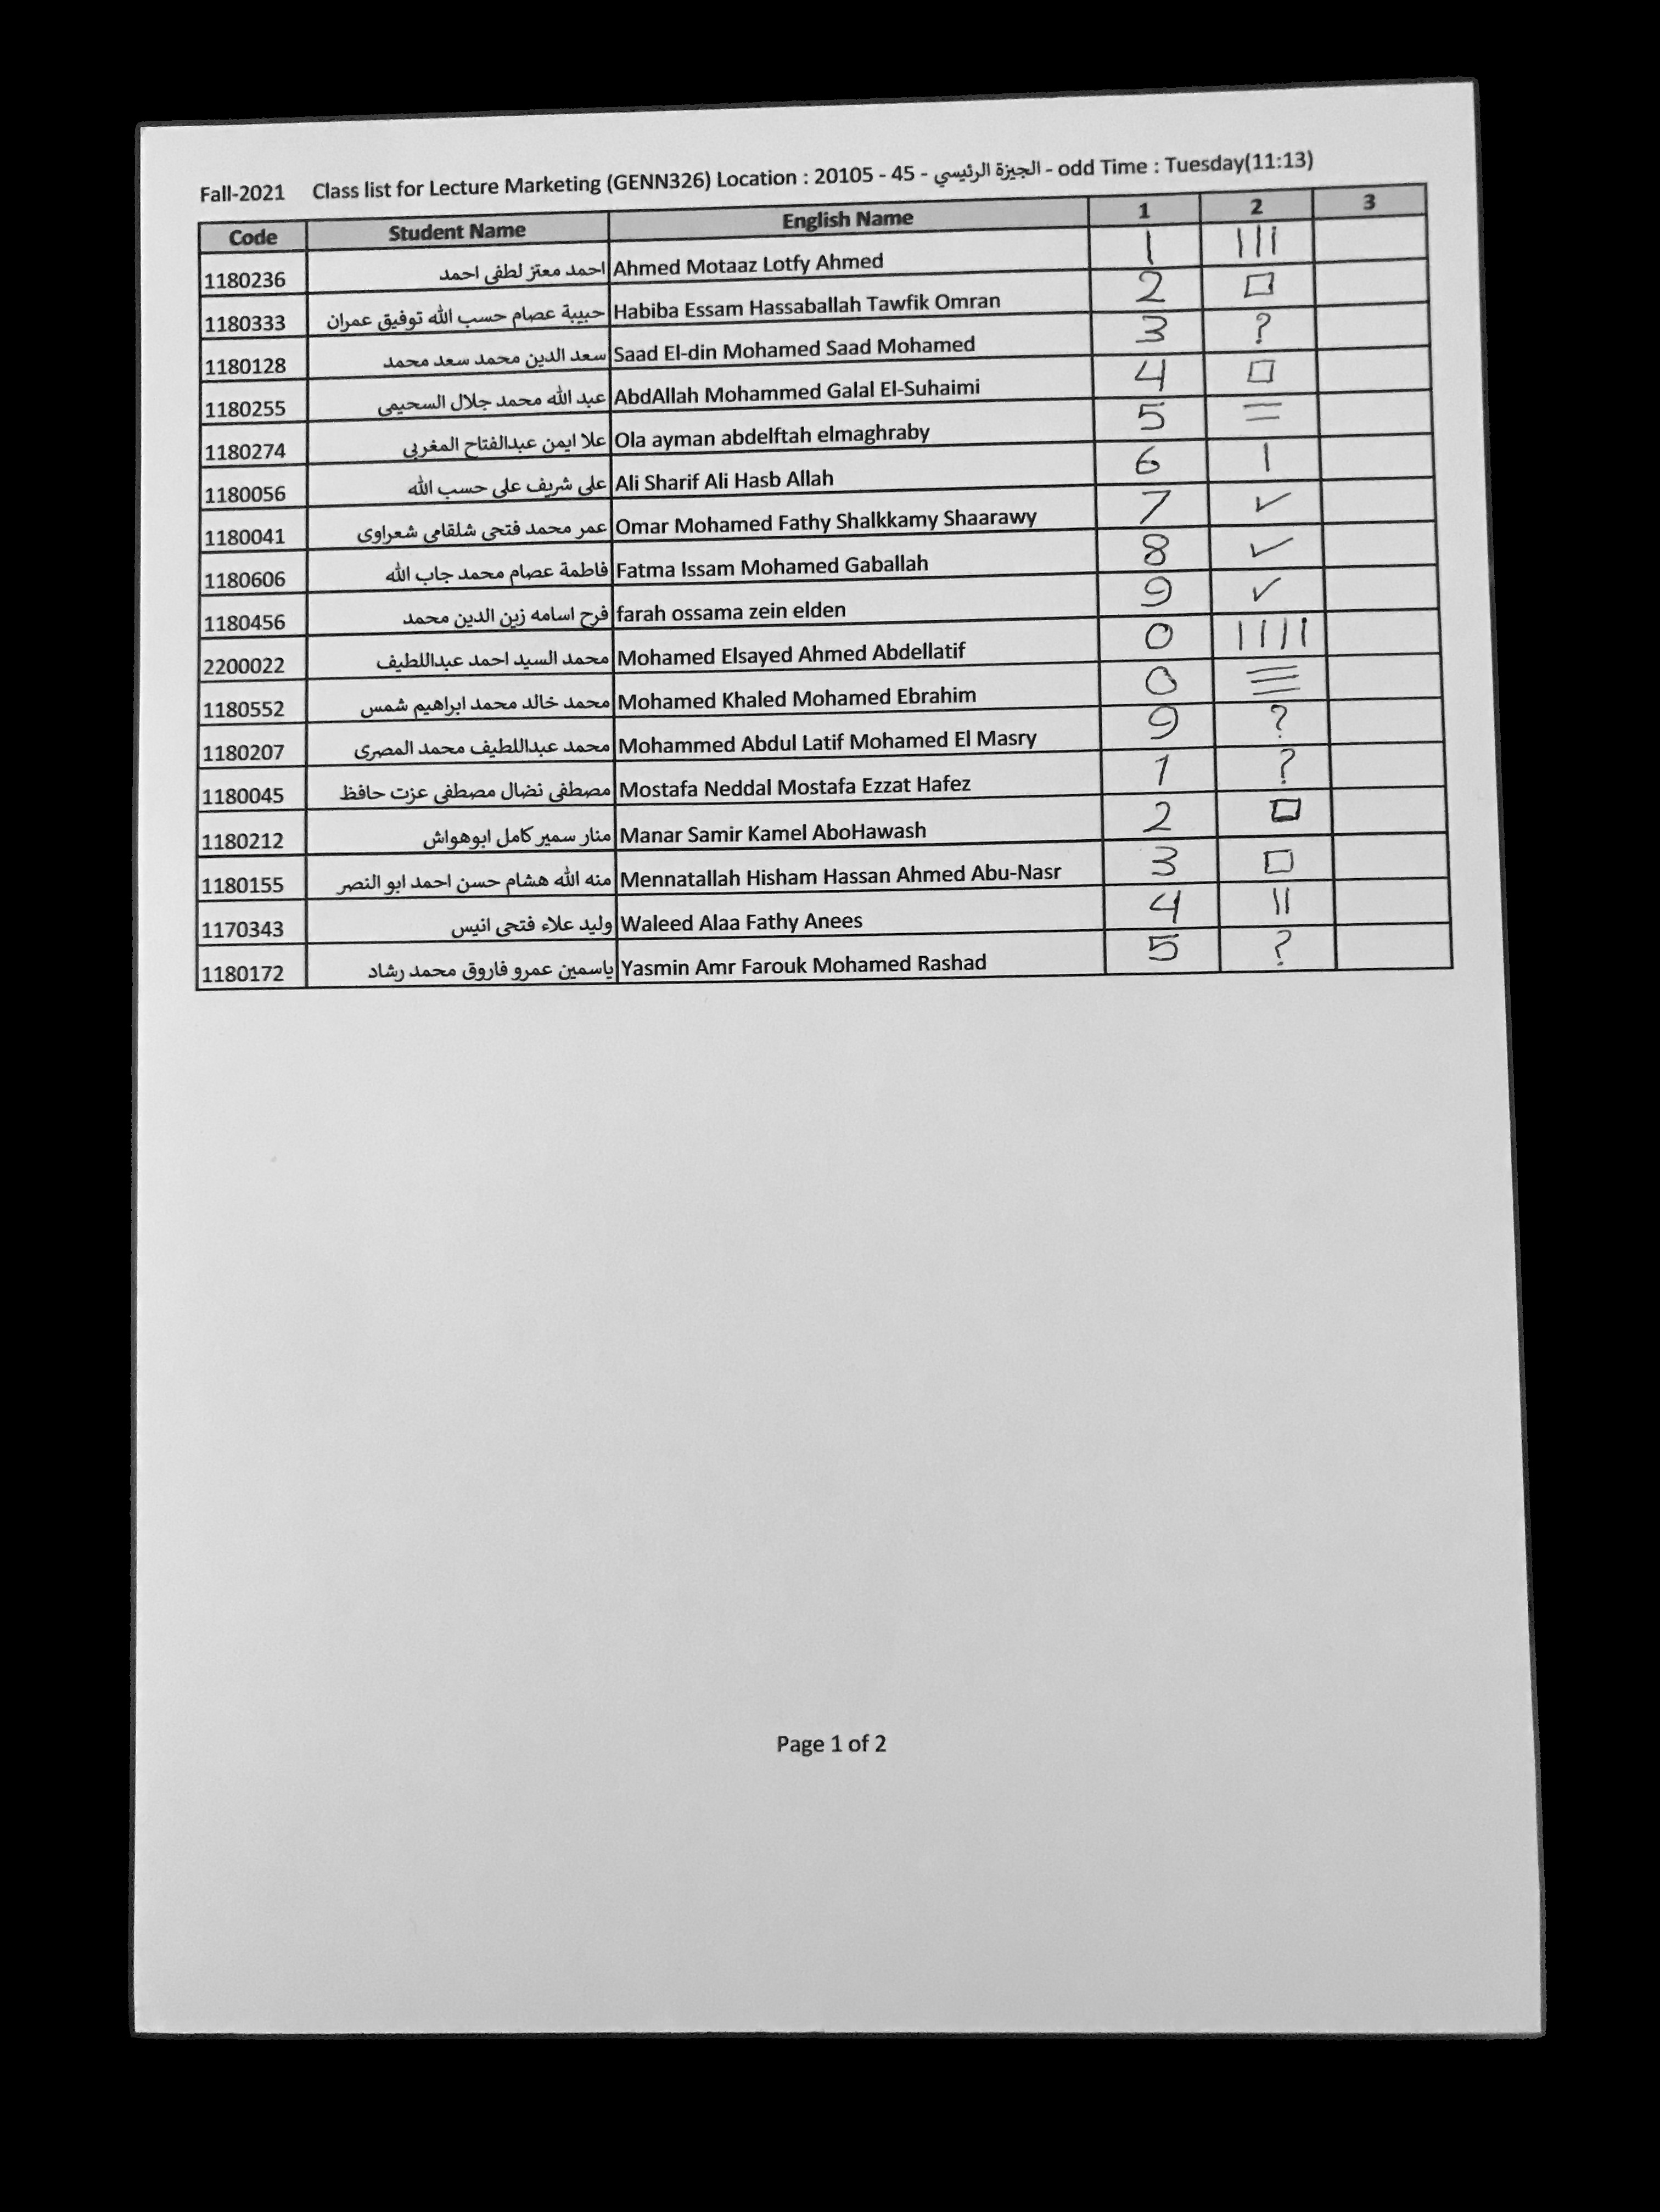 Fall-2021 Class list for Lecture Marketing (GENN326) Location : 20105 - 45 - الجيزة الرئيسي - odd Time : Tuesday(11:13)
Code Student Name English Name 1 2 3
1180236 احمد معتز لطفى احمد Ahmed Motaaz Lotfy Ahmed 1 |||
1180333 حبيبة عصام حسب الله توفيق عمران Habiba Essam Hassaballah Tawfik Omran 2 □
1180128 سعد الدين محمد سعد محمد Saad El-din Mohamed Saad Mohamed 3 ?
1180255 عبد الله محمد جلال السحيمى AbdAllah Mohammed Galal El-Suhaimi 4 □
1180274 علا ايمن عبدالفتاح المغربى Ola ayman abdelftah elmaghraby 5 =
1180056 على شريف على حسب الله Ali Sharif Ali Hasb Allah 6 |
1180041 عمر محمد فتحى شلقامى شعراوى Omar Mohamed Fathy Shalkkamy Shaarawy 7 ✓
1180606 فاطمة عصام محمد جاب الله Fatma Issam Mohamed Gaballah 8 ✓
1180456 فرح اسامه زين الدين محمد farah ossama zein elden 9 ✓
2200022 محمد السيد احمد عبداللطيف Mohamed Elsayed Ahmed Abdellatif 0 ||||
1180552 محمد خالد محمد ابراهيم شمس Mohamed Khaled Mohamed Ebrahim 0 ≡
1180207 محمد عبداللطيف محمد المصرى Mohammed Abdul Latif Mohamed El Masry 9 ?
1180045 مصطفى نضال مصطفى عزت حافظ Mostafa Neddal Mostafa Ezzat Hafez 1 ?
1180212 منار سمير كامل ابوهواش Manar Samir Kamel AboHawash 2 □
1180155 منه الله هشام حسن احمد ابو النصر Mennatallah Hisham Hassan Ahmed Abu-Nasr 3 □
1170343 وليد علاء فتحى انيس Waleed Alaa Fathy Anees 4 ||
1180172 ياسمين عمرو فاروق محمد رشاد Yasmin Amr Farouk Mohamed Rashad 5 ?
Page 1 of 2